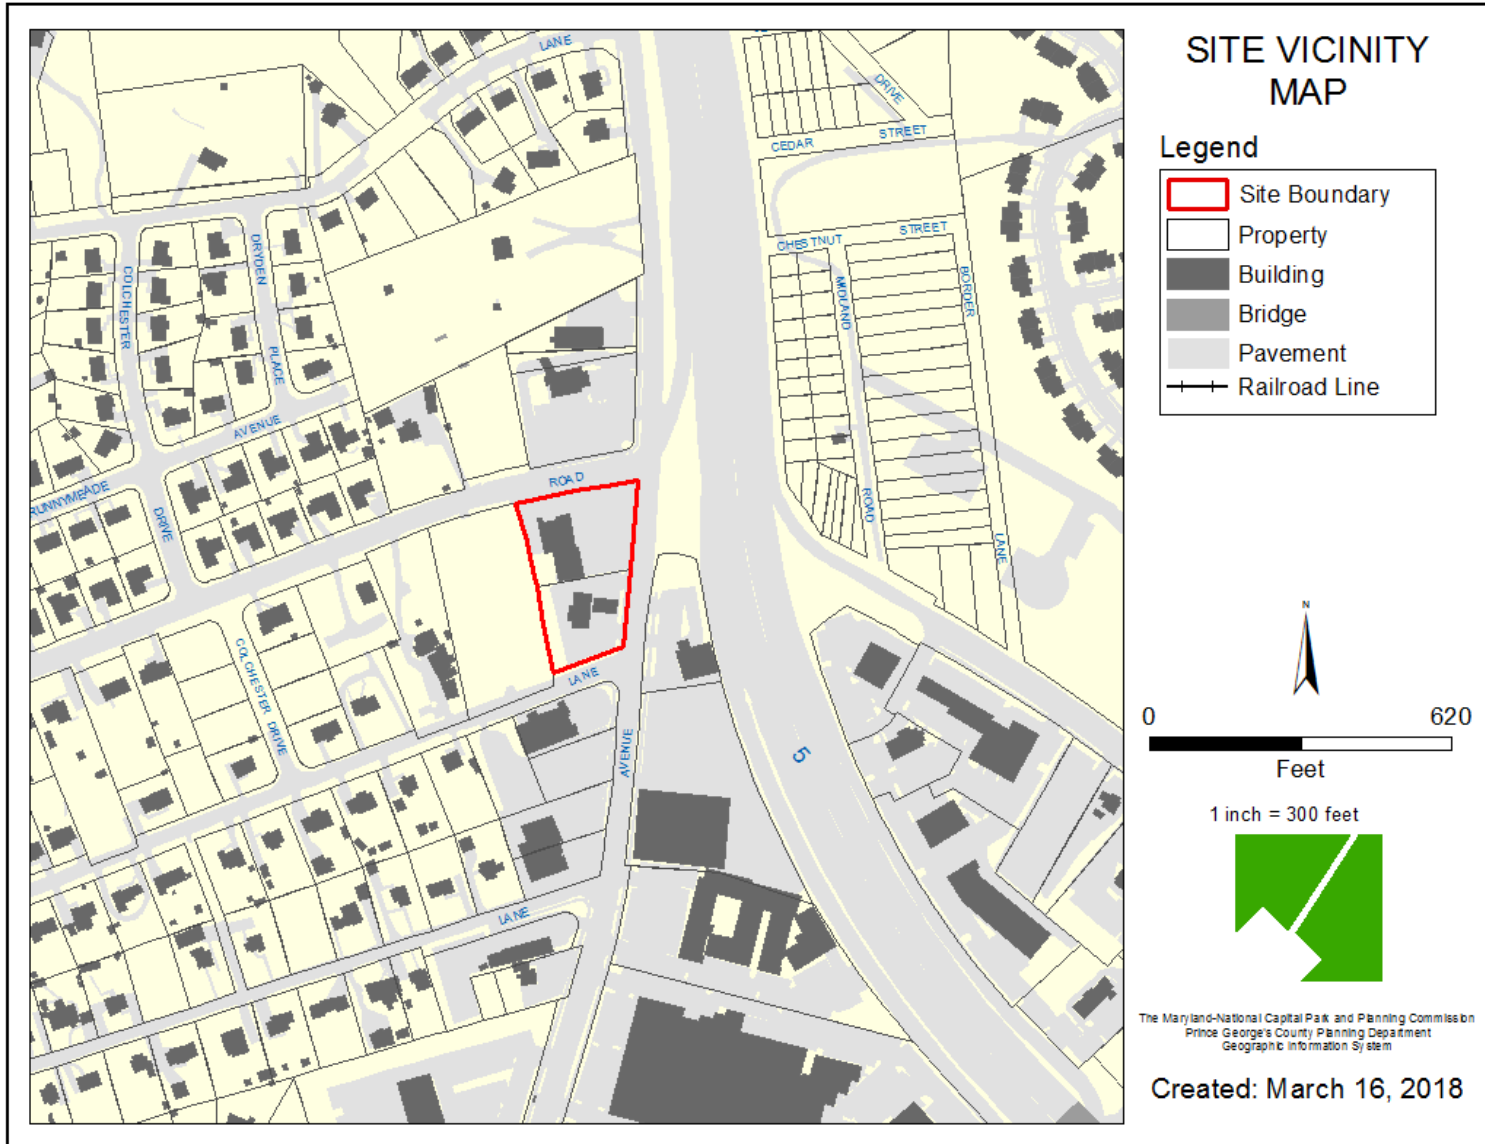 SITE VICINITY
MAP
Legend
Site Boundary
Property
Building
Bridge
Pavement
Railroad Line
N
0 620
Feet
1 inch = 300 feet
The Maryland-National Capital Park and Planning Commission
Prince George's County Planning Department
Geographic Information System
Created: March 16, 2018
LANE
DRIVE
STREET
CEDAR
STREET
CHESTNUT
DRYDEN
COLCHESTER
BORDER
MIDLAND
PLACE
AVENUE
ROAD
RUNNYMEADE
DRIVE
ROAD
LANE
COLCHESTER DRIVE
LANE
AVENUE
5
LANE